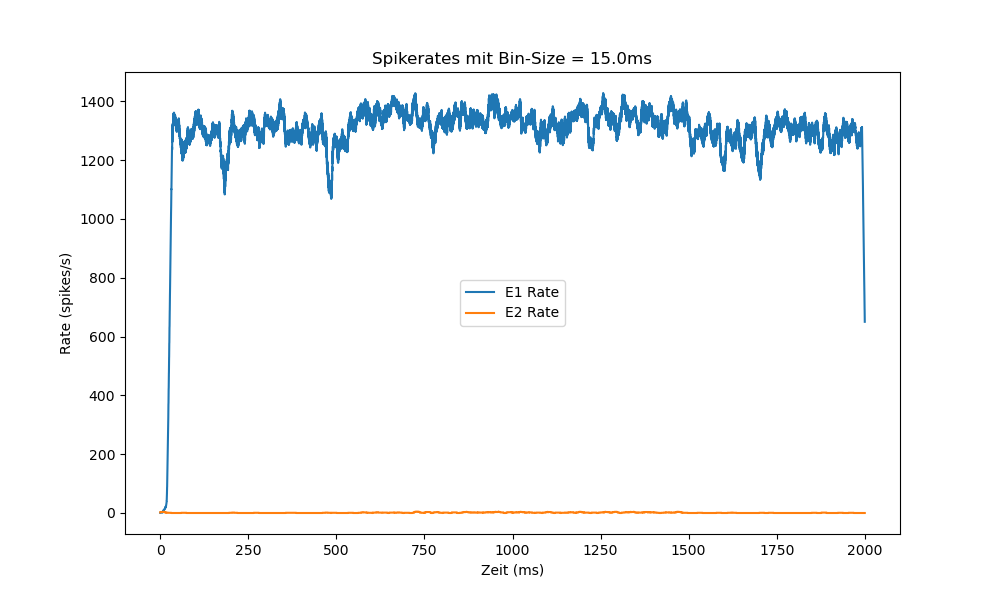 Spikerates mit Bin-Size = 15.0ms
1400
1200
1000
800
600
400
200
0
Rate (spikes/s)
E1 Rate
E2 Rate
0 250 500 750 1000 1250 1500 1750 2000
Zeit (ms)